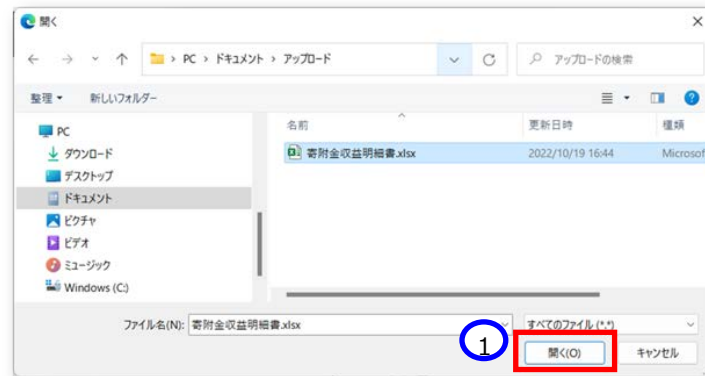 開く
PC > ドキュメント > アップロード
アップロードの検索
整理
新しいフォルダー
名前
更新日時
種類
PC
ダウンロード
デスクトップ
ドキュメント
ピクチャ
ビデオ
ミュージック
Windows (C:)
寄附金収益明細書.xlsx
2022/10/19 16:44
Microsof
ファイル名(N):
寄附金収益明細書.xlsx
すべてのファイル (*.*)
1
開く(O)
キャンセル